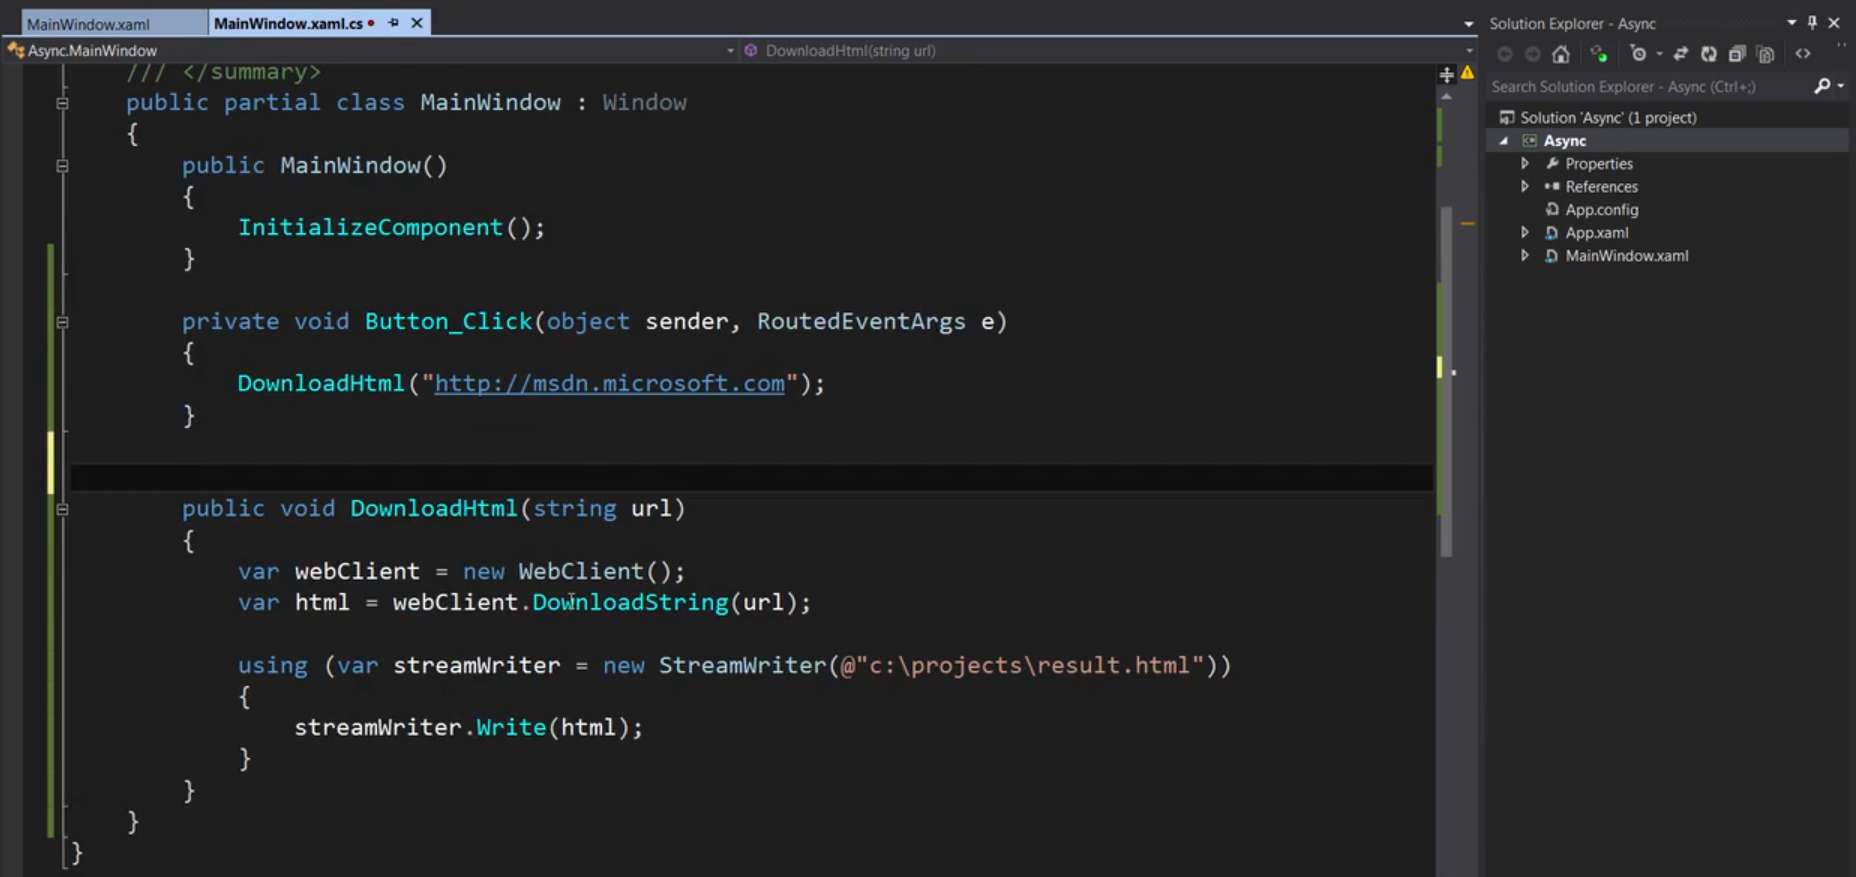 MainWindow.xaml
MainWindow.xaml.cs
Async.MainWindow
DownloadHtml(string url)
/// </summary>
public partial class MainWindow : Window
{
public MainWindow()
{
InitializeComponent();
}
private void Button_Click(object sender, RoutedEventArgs e)
{
DownloadHtml("http://msdn.microsoft.com");
}
public void DownloadHtml(string url)
{
var webClient = new WebClient();
var html = webClient.DownloadString(url);
using (var streamWriter = new StreamWriter(@"c:\projects\result.html"))
{
streamWriter.Write(html);
}
}
}
}
Solution Explorer - Async
Search Solution Explorer - Async (Ctrl+;)
Solution 'Async' (1 project)
Async
Properties
References
App.config
App.xaml
MainWindow.xaml